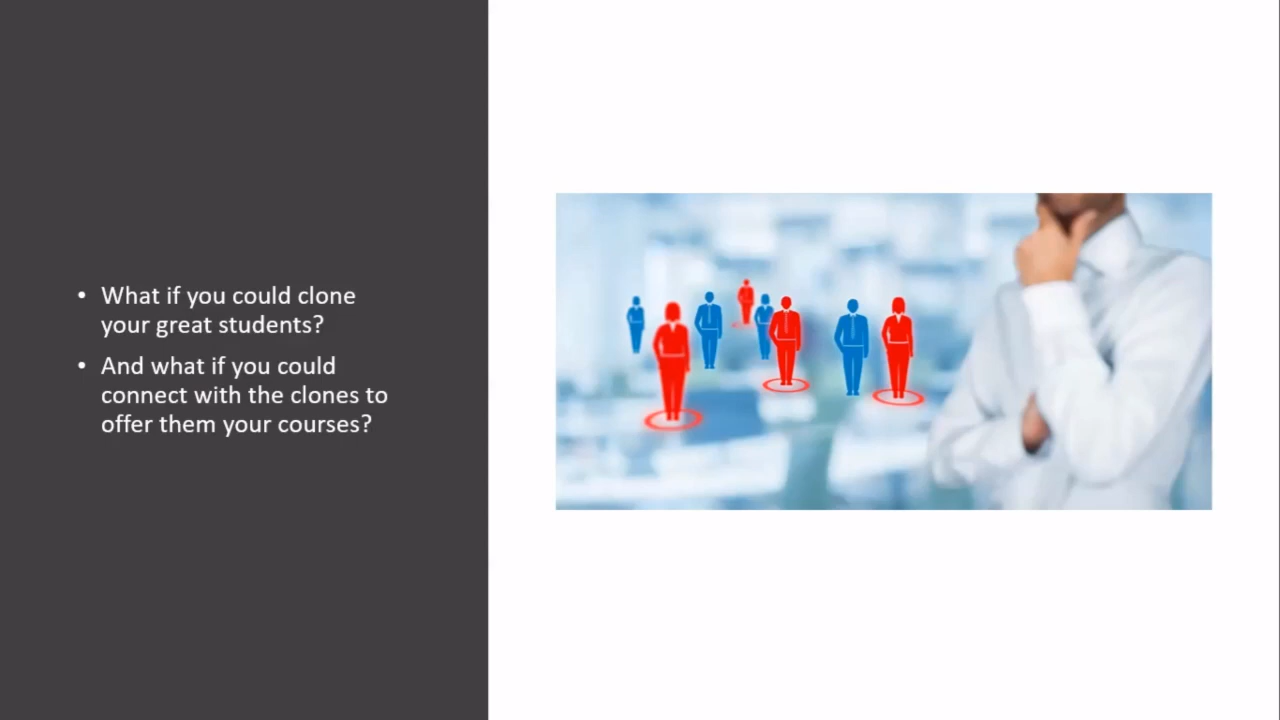 • What if you could clone
your great students?
• And what if you could
connect with the clones to
offer them your courses?